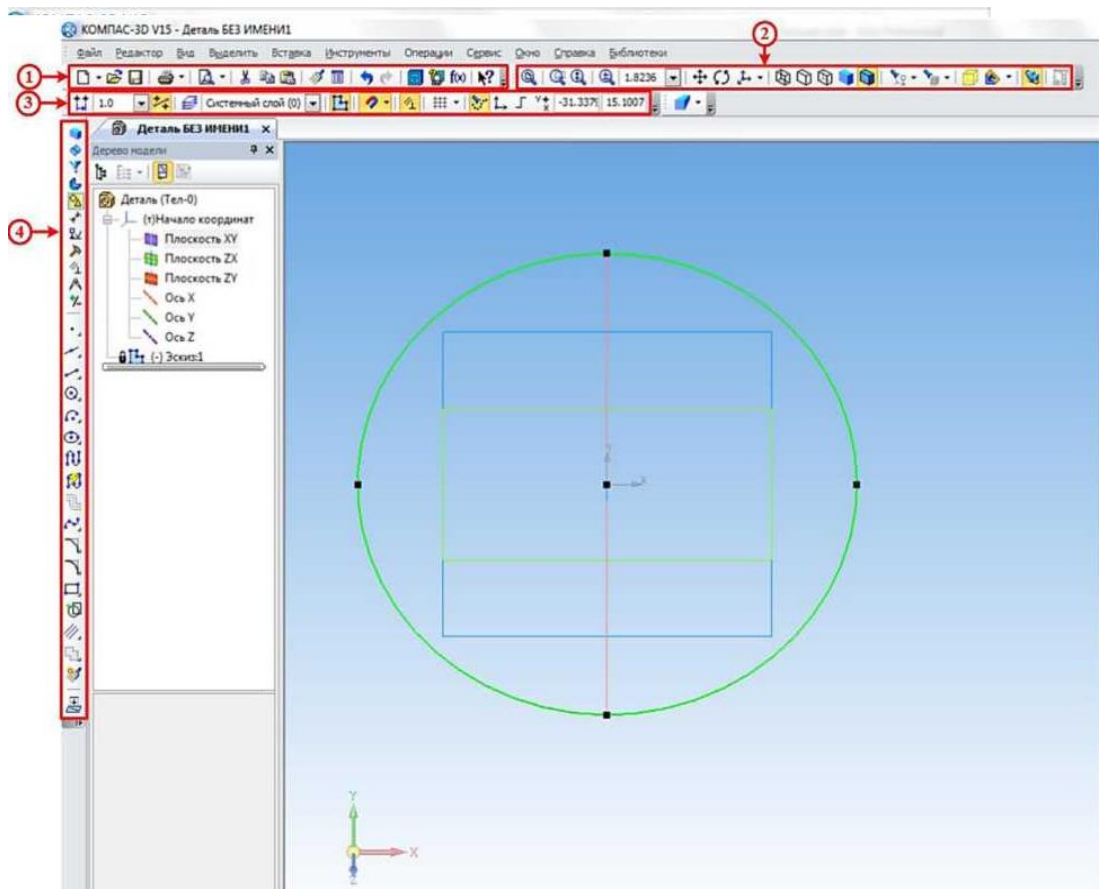 КОМПАС-3D V15 - Деталь БЕЗ ИМЕНИ1
Файл Редактор Вид Выделить Вставка Инструменты Операции Сервис Окно Справка Библиотеки
2
1
f(x)
1.8236
3
1.0
Системный слой (0)
-31.3379
15.1007
4
Деталь БЕЗ ИМЕНИ1
Дерево модели
Деталь (Тел-0)
(т)Начало координат
Плоскость XY
Плоскость ZX
Плоскость ZY
Ось X
Ось Y
Ось Z
(-) Эскиз:1
Y
X
Z